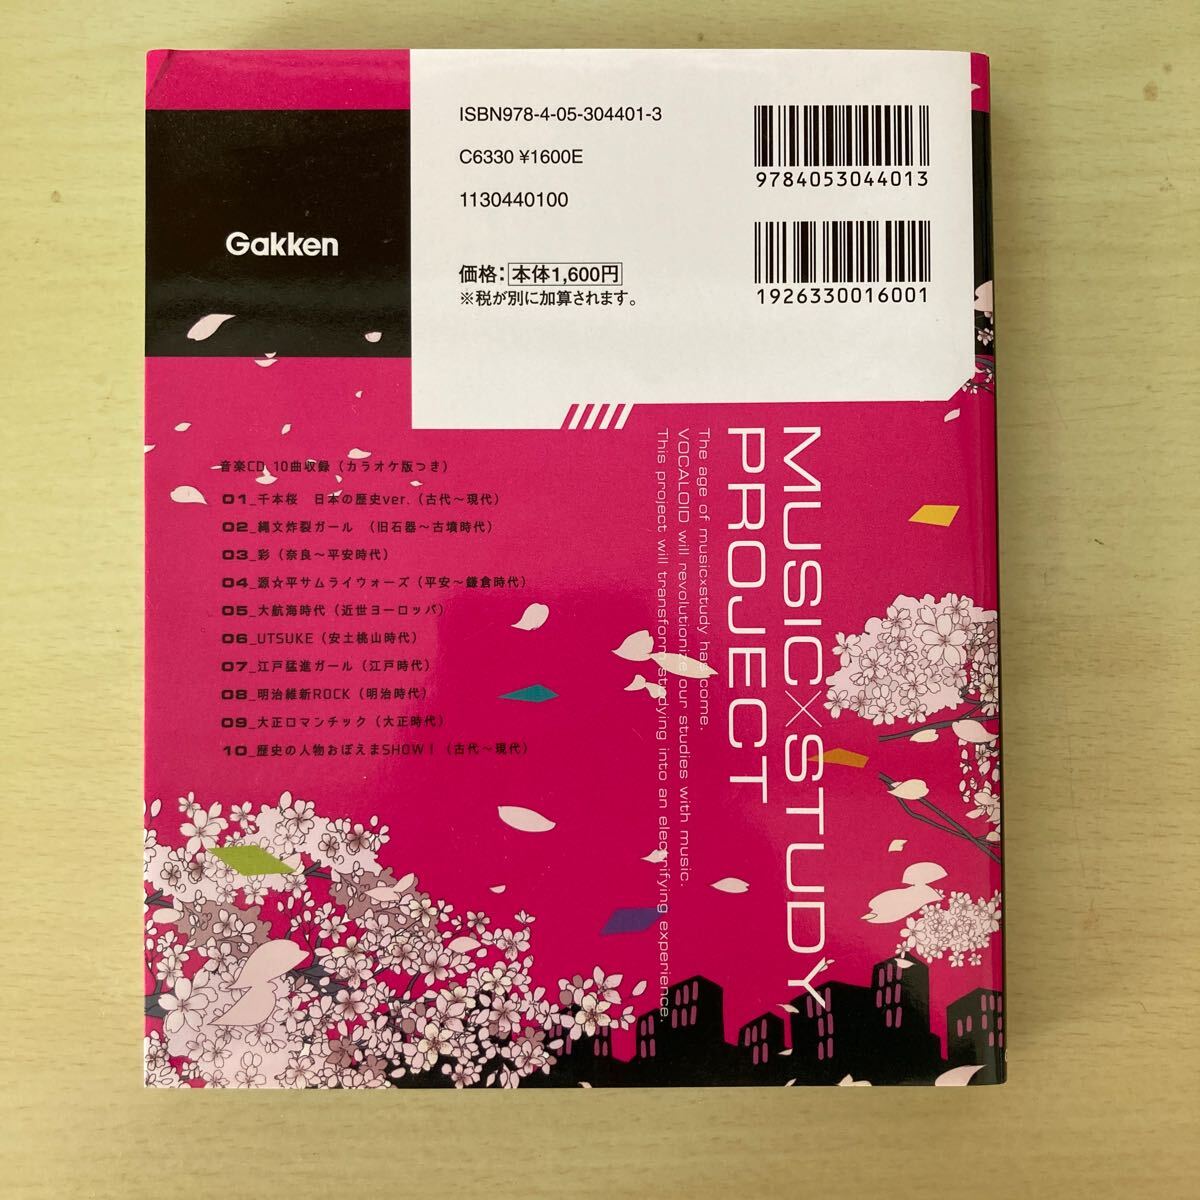 ISBN978-4-05-304401-3
C6330 ¥1600E
1130440100
価格：本体1,600円
※税が別に加算されます。
9784053044013
1926330016001
Gakken
音楽CD 10曲収録（カラオケ版つき）
01_千本桜　日本の歴史ver.（古代～現代）
02_縄文炸裂ガール　（旧石器～古墳時代）
03_彩（奈良～平安時代）
04_源☆平サムライウォーズ（平安～鎌倉時代）
05_大航海時代（近世ヨーロッパ）
06_UTSUKE（安土桃山時代）
07_江戸猛進ガール（江戸時代）
08_明治維新ROCK（明治時代）
09_大正ロマンチック（大正時代）
10_歴史の人物おぼえまSHOW！（古代～現代）
MUSIC×STUDY
PROJECT
The age of music×study has come.
VOCALOID will revolutionize our studies with music.
This project will transform studying into an electrifying experience.